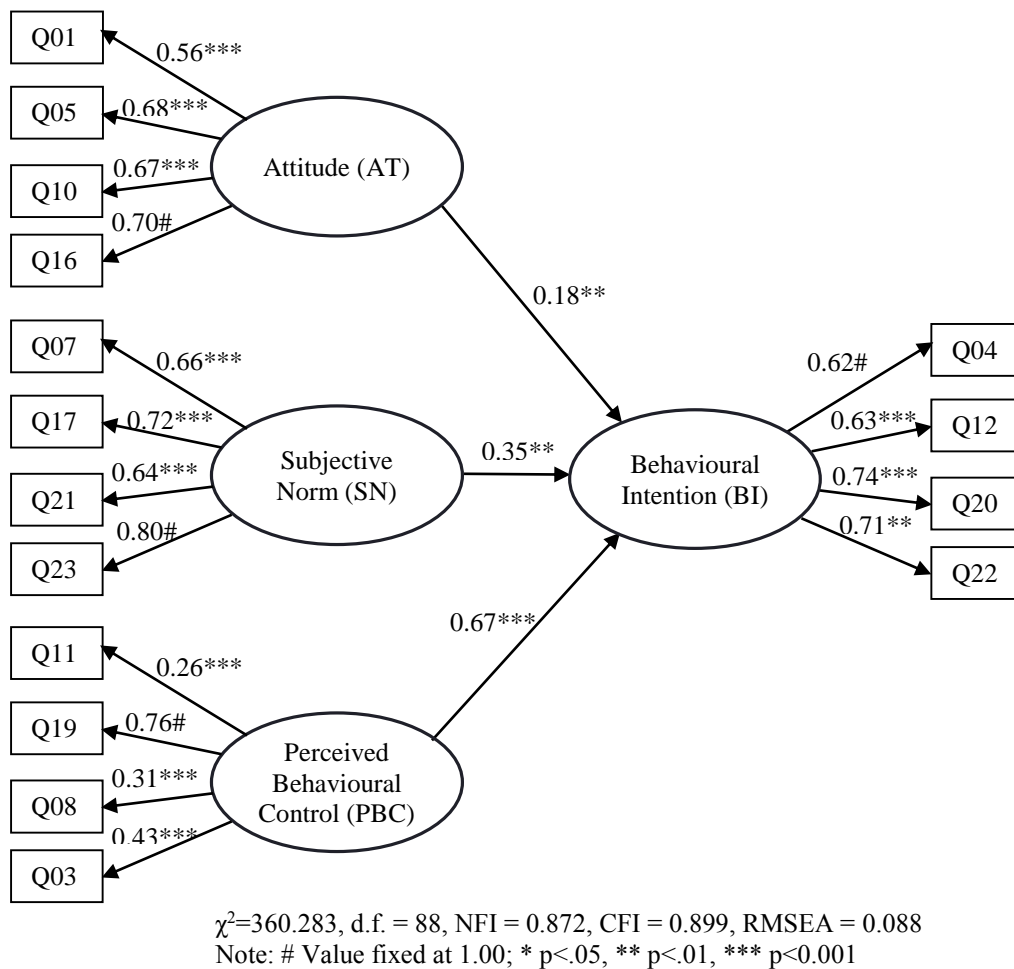 Q01
0.56***
Q05
0.68***
Q10
0.67***
Q16
0.70#
Attitude (AT)
0.18**
Q07
0.66***
Q17
0.72***
Q21
0.64***
Q23
0.80#
Subjective
Norm (SN)
0.35**
Q11
0.26***
Q19
0.76#
Q08
0.31***
Q03
0.43***
Perceived
Behavioural
Control (PBC)
0.67***
Behavioural
Intention (BI)
0.62#
Q04
0.63***
Q12
0.74***
Q20
0.71**
Q22
χ²=360.283, d.f. = 88, NFI = 0.872, CFI = 0.899, RMSEA = 0.088
Note: # Value fixed at 1.00; * p<.05, ** p<.01, *** p<0.001